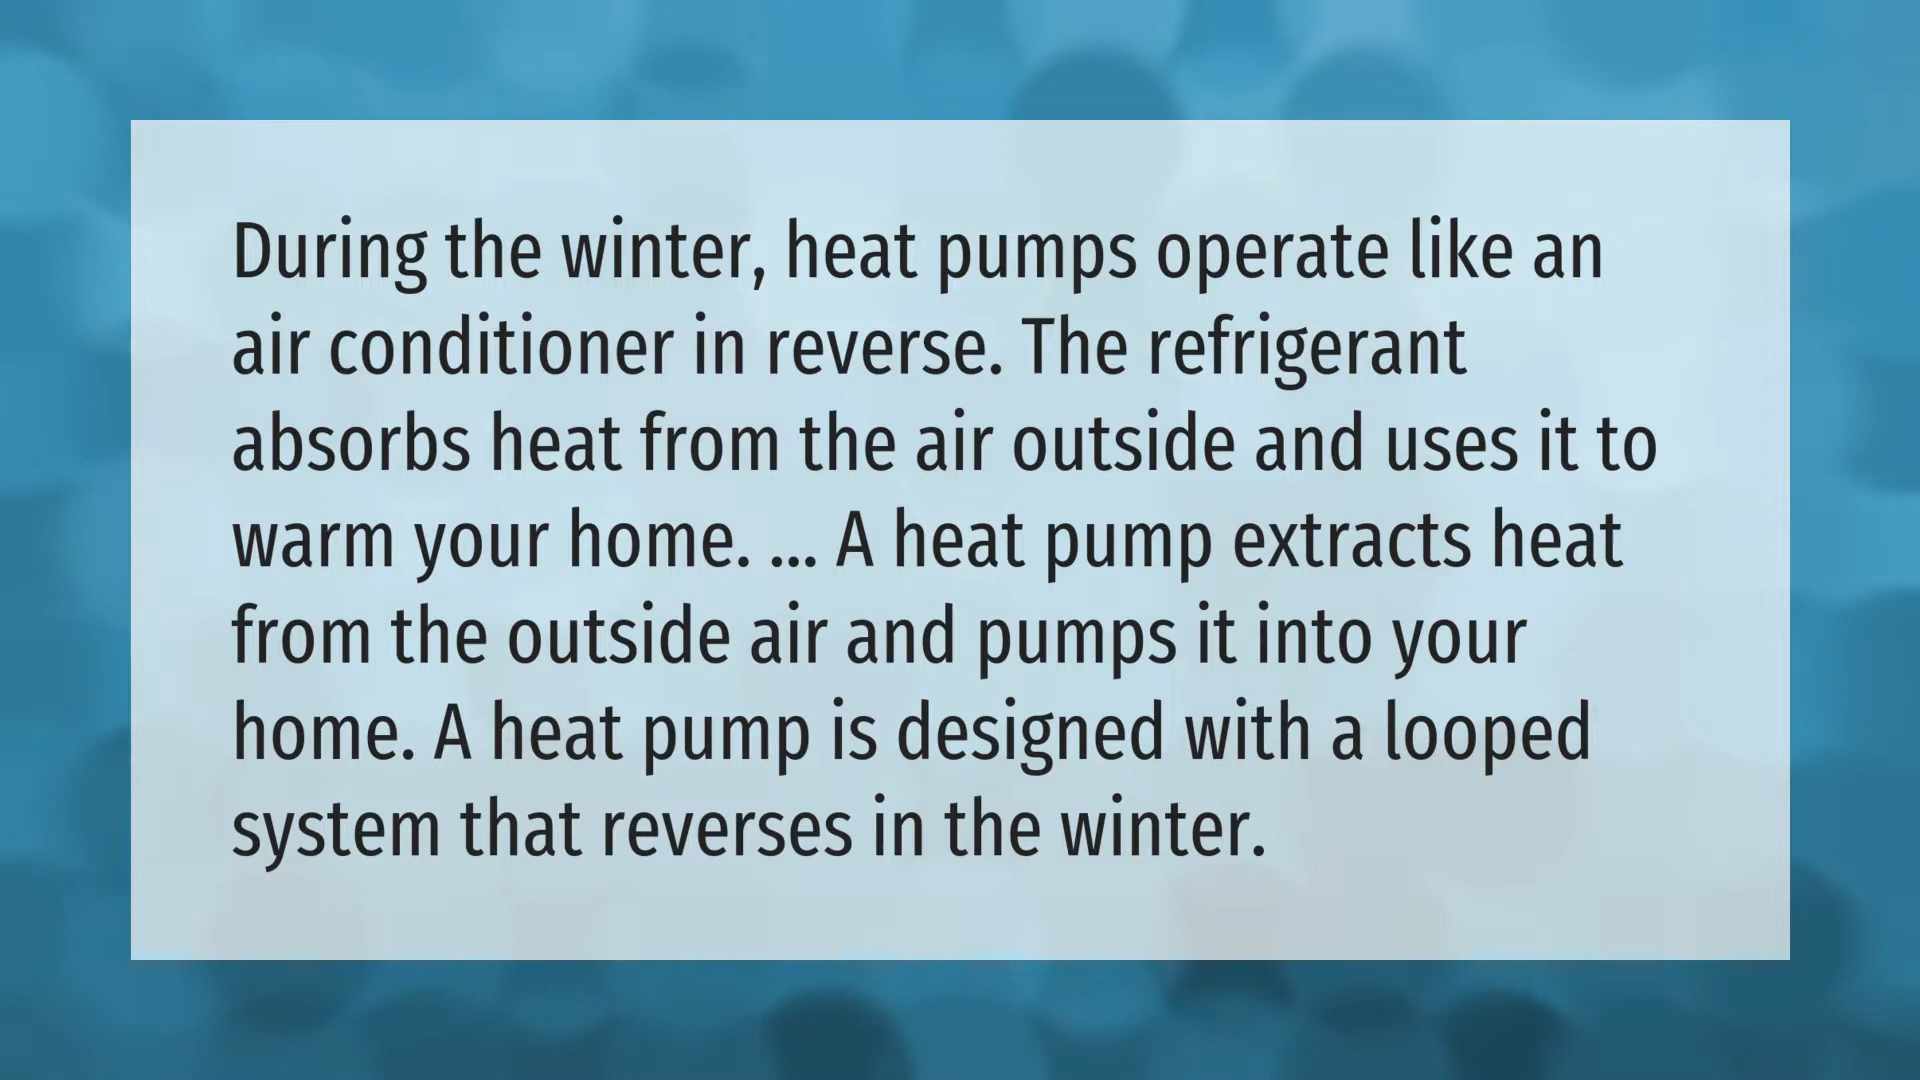 During the winter, heat pumps operate like an
air conditioner in reverse. The refrigerant
absorbs heat from the air outside and uses it to
warm your home. ... A heat pump extracts heat
from the outside air and pumps it into your
home. A heat pump is designed with a looped
system that reverses in the winter.